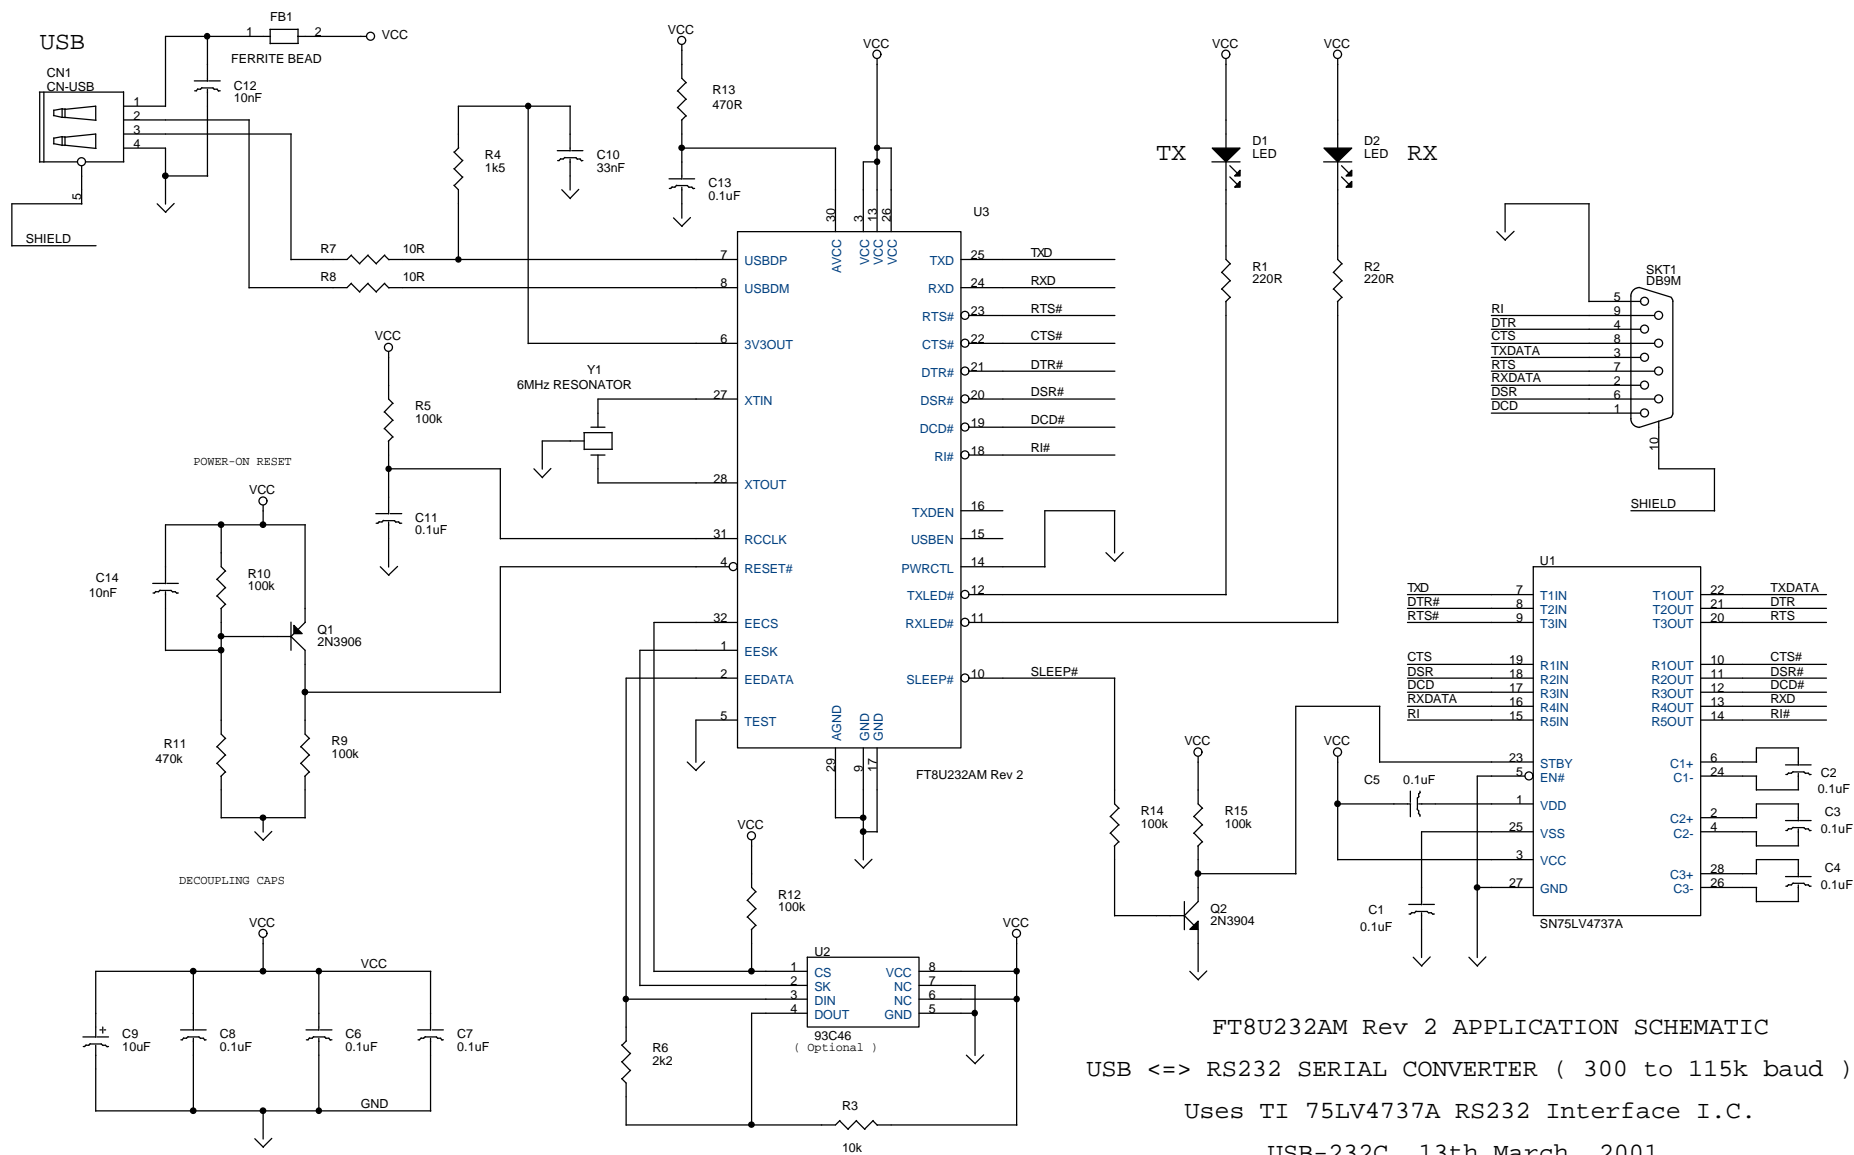 USB
FB1
1 2
VCC
FERRITE BEAD
CN1
CN-USB
1
2
3
4
5
SHIELD
C12
10nF
R4
1k5
C10
33nF
VCC
R13
470R
C13
0.1uF
VCC
R7 10R
R8 10R
VCC
R5
100k
C11
0.1uF
Y1
6MHz RESONATOR
POWER-ON RESET
VCC
C14
10nF
R10
100k
Q1
2N3906
R11
470k
R9
100k
DECOUPLING CAPS
VCC
VCC
+
C9
10uF
C8
0.1uF
C6
0.1uF
C7
0.1uF
GND
U3
30 3 13 26
AVCC VCC VCC VCC
7 USBDP
8 USBDM
6 3V3OUT
27 XTIN
28 XTOUT
31 RCCLK
4 RESET#
32 EECS
1 EESK
2 EEDATA
5 TEST
TXD 25 TXD
RXD 24 RXD
RTS# 23 RTS#
CTS# 22 CTS#
DTR# 21 DTR#
DSR# 20 DSR#
DCD# 19 DCD#
RI# 18 RI#
TXDEN 16
USBEN 15
PWRCTL 14
TXLED# 12
RXLED# 11
SLEEP# 10 SLEEP#
AGND GND GND
29 9 17
FT8U232AM Rev 2
VCC
R12
100k
U2
1 CS VCC 8
2 SK NC 7
3 DIN NC 6
4 DOUT GND 5
93C46
( Optional )
VCC
R6
2k2
R3
10k
VCC
TX
D1
LED
R1
220R
VCC
D2
LED
RX
R2
220R
SKT1
DB9M
5
RI 9
DTR 4
CTS 8
TXDATA 3
RTS 7
RXDATA 2
DSR 6
DCD 1
10
SHIELD
U1
TXD 7 T1IN T1OUT 22 TXDATA
DTR# 8 T2IN T2OUT 21 DTR
RTS# 9 T3IN T3OUT 20 RTS
CTS 19 R1IN R1OUT 10 CTS#
DSR 18 R2IN R2OUT 11 DSR#
DCD 17 R3IN R3OUT 12 DCD#
RXDATA 16 R4IN R4OUT 13 RXD
RI 15 R5IN R5OUT 14 RI#
23 STBY C1+ 6
5 EN# C1- 24
1 VDD C2+ 2
25 VSS C2- 4
3 VCC C3+ 28
27 GND C3- 26
SN75LV4737A
C2
0.1uF
C3
0.1uF
C4
0.1uF
VCC
C5 0.1uF
C1
0.1uF
R14
100k
VCC
R15
100k
Q2
2N3904
FT8U232AM Rev 2 APPLICATION SCHEMATIC
USB <=> RS232 SERIAL CONVERTER ( 300 to 115k baud )
Uses TI 75LV4737A RS232 Interface I.C.
USB-232C 13th March 2001